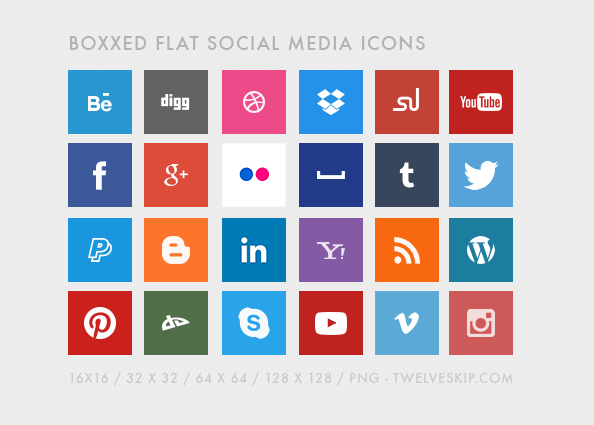 BOXXED FLAT SOCIAL MEDIA ICONS
Bē
digg
You Tube
f
g+
t
P
B
in
Y!
W
P
S
v
16X16 / 32 X 32 / 64 X 64 / 128 X 128 / PNG - TWELVESKIP.COM